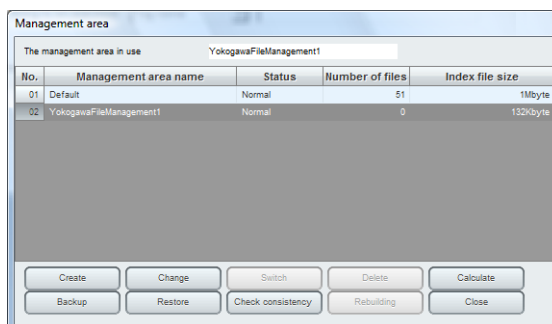 Management area
The management area in use YokogawaFileManagement1
No. Management area name Status Number of files Index file size
01 Default Normal 51 1Mbyte
02 YokogawaFileManagement1 Normal 0 132Kbyte
Create Change Switch Delete Calculate
Backup Restore Check consistency Rebuilding Close